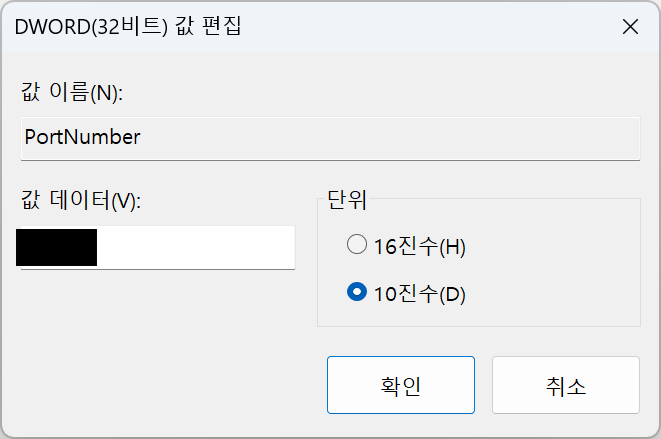 DWORD(32비트) 값 편집
값 이름(N):
PortNumber
값 데이터(V):
단위
16진수(H)
10진수(D)
확인
취소